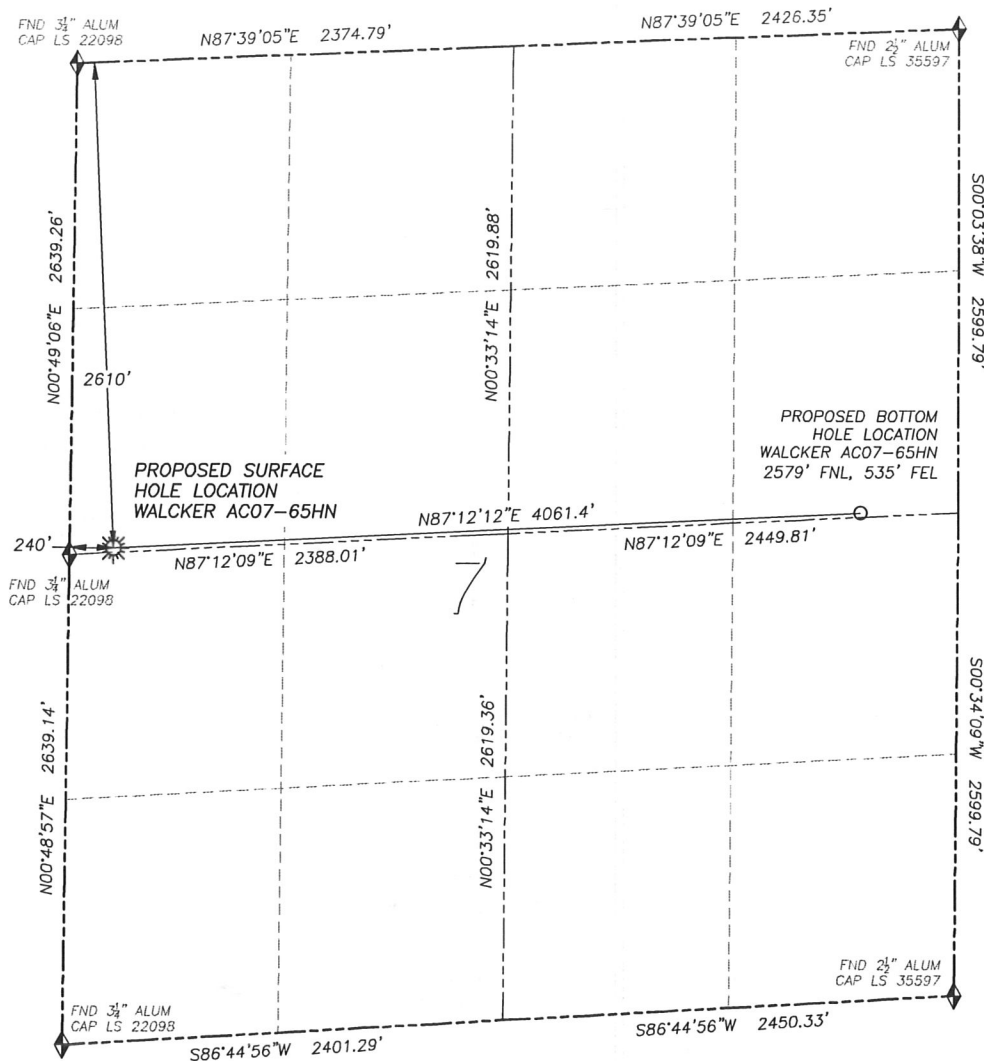 FND 3¼" ALUM
CAP LS 22098
N87°39'05"E 2374.79'
N87°39'05"E 2426.35'
FND 2½" ALUM
CAP LS 35597
N00°49'06"E 2639.26'
2610'
N00°33'14"E 2619.88'
S00°03'38"W 2599.79'
PROPOSED SURFACE
HOLE LOCATION
WALCKER AC07-65HN
PROPOSED BOTTOM
HOLE LOCATION
WALCKER AC07-65HN
2579' FNL, 535' FEL
N87°12'12"E 4061.4'
240'
N87°12'09"E 2388.01'
N87°12'09"E 2449.81'
FND 3¼" ALUM
CAP LS 22098
7
N00°48'57"E 2639.14'
N00°33'14"E 2619.36'
S00°34'09"W 2599.79'
FND 3¼" ALUM
CAP LS 22098
FND 2½" ALUM
CAP LS 35597
S86°44'56"W 2401.29'
S86°44'56"W 2450.33'